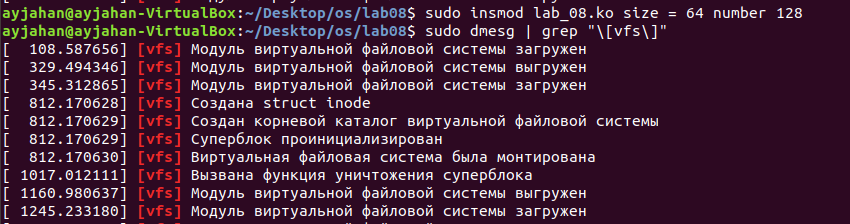 ayjahan@ayjahan-VirtualBox:~/Desktop/os/lab08$ sudo insmod lab_08.ko size = 64 number 128
ayjahan@ayjahan-VirtualBox:~/Desktop/os/lab08$ sudo dmesg | grep "\[vfs\]"
[  108.587656] [vfs] Модуль виртуальной файловой системы загружен
[  329.494346] [vfs] Модуль виртуальной файловой системы выгружен
[  345.312865] [vfs] Модуль виртуальной файловой системы загружен
[  812.170628] [vfs] Создана struct inode
[  812.170629] [vfs] Создан корневой каталог виртуальной файловой системы
[  812.170629] [vfs] Суперблок проинициализирован
[  812.170630] [vfs] Виртуальная файловая система была монтирована
[ 1017.012111] [vfs] Вызвана функция уничтожения суперблока
[ 1160.980637] [vfs] Модуль виртуальной файловой системы выгружен
[ 1245.233180] [vfs] Модуль виртуальной файловой системы загружен